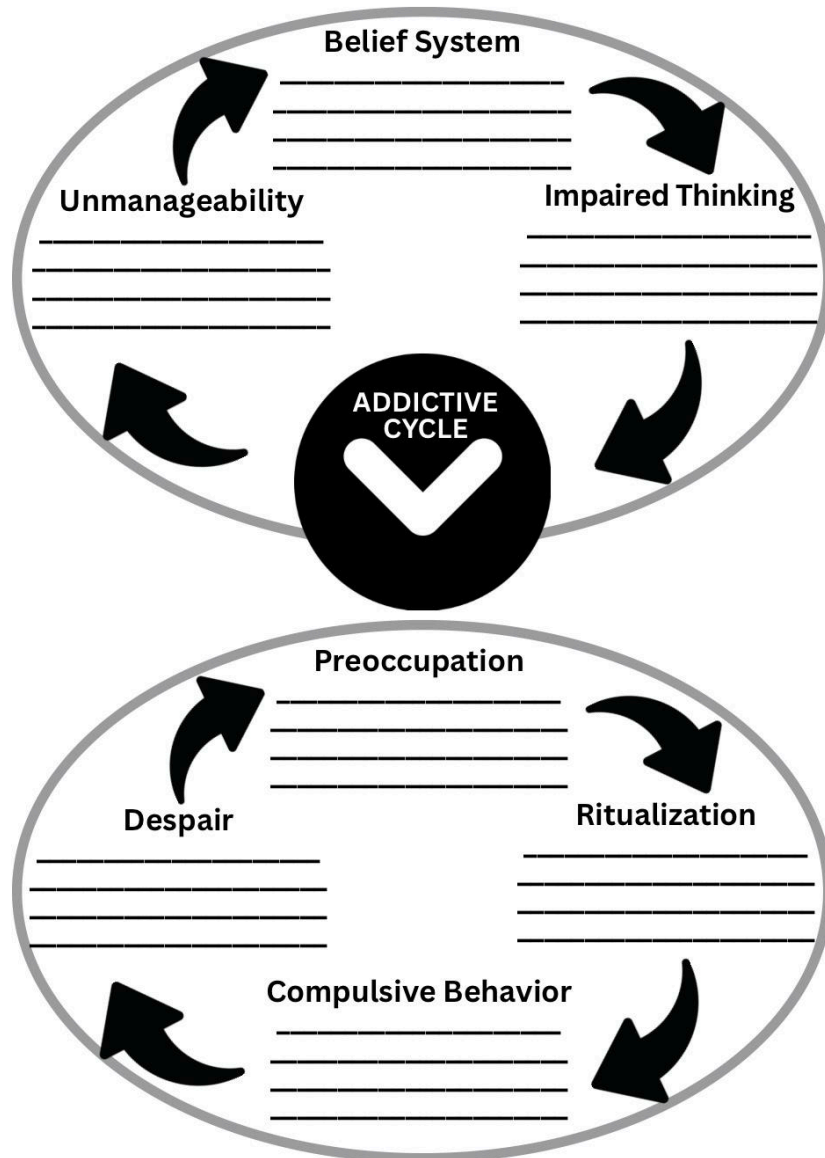 Belief System
Unmanageability
Impaired Thinking
ADDICTIVE
CYCLE
Preoccupation
Despair
Ritualization
Compulsive Behavior